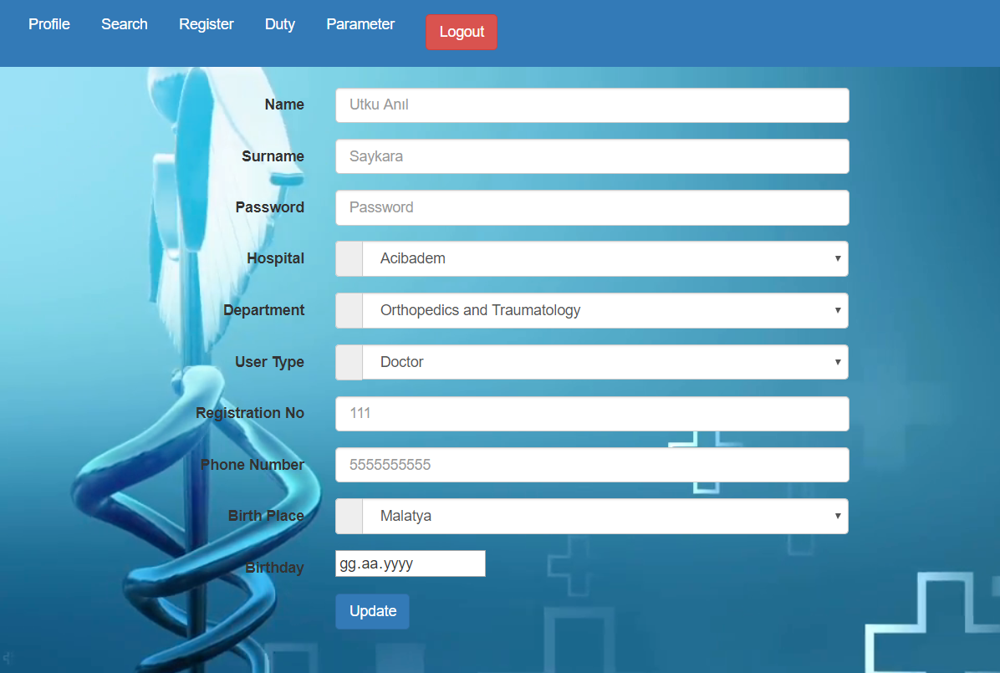 Profile Search Register Duty Parameter Logout
Name Utku Anıl
Surname Saykara
Password Password
Hospital Acibadem
Department Orthopedics and Traumatology
User Type Doctor
Registration No 111
Phone Number 5555555555
Birth Place Malatya
Birthday gg.aa.yyyy
Update